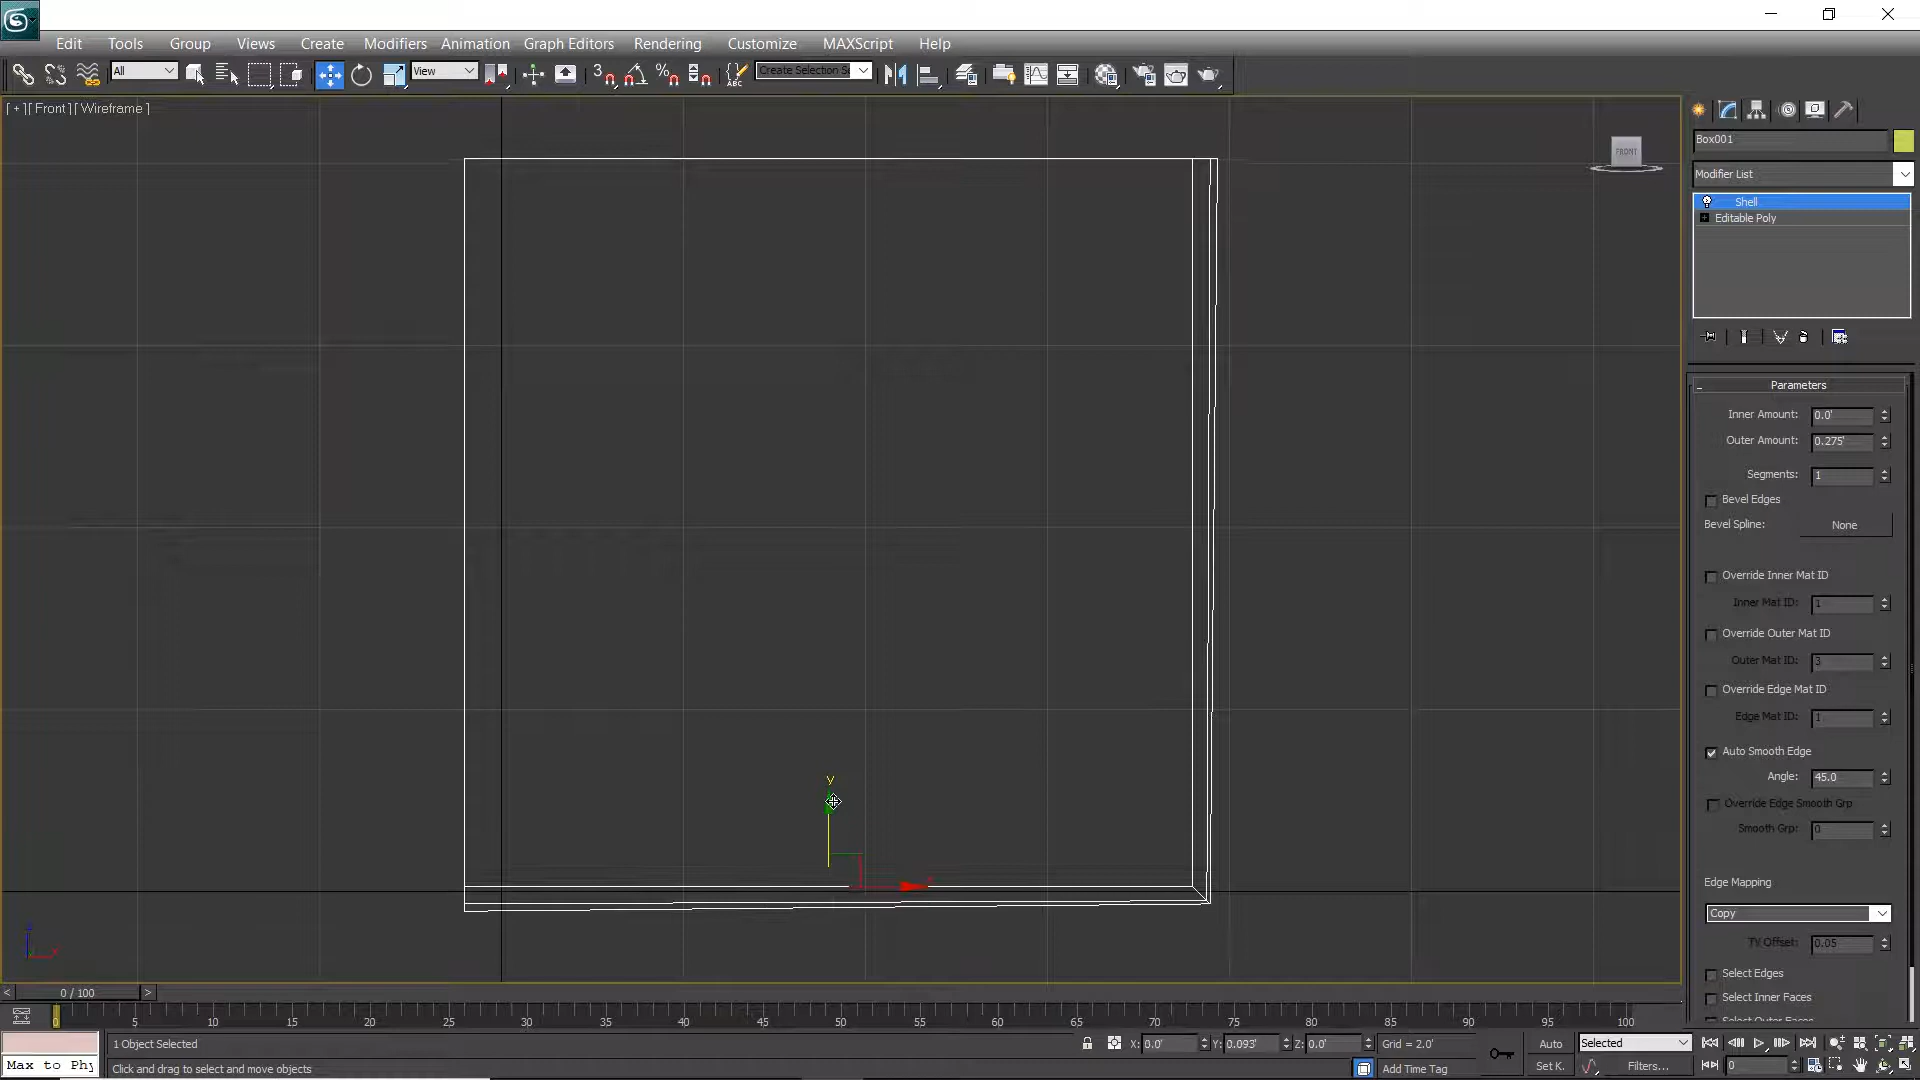 Edit Tools Group Views Create Modifiers Animation Graph Editors Rendering Customize MAXScript Help
All View 3 ABC Create Selection S
[ + ] [ Front ] [ Wireframe ]
FRONT
Box001
Modifier List
Shell
Editable Poly
Parameters
Inner Amount: 0.0'
Outer Amount: 0.275'
Segments: 1
Bevel Edges
Bevel Spline: None
Override Inner Mat ID
Inner Mat ID: 1
Override Outer Mat ID
Outer Mat ID: 3
Override Edge Mat ID
Edge Mat ID: 1
Auto Smooth Edge
Angle: 45.0
Override Edge Smooth Grp
Smooth Grp: 0
Edge Mapping
Copy
TV Offset: 0.05
Select Edges
Select Inner Faces
Select Outer Faces
y
< 0 / 100 >
0 5 10 15 20 25 30 35 40 45 50 55 60 65 70 75 80 85 90 95 100
1 Object Selected X: 0.0' Y: 0.093' Z: 0.0' Grid = 2.0' Auto Selected
Max to Phy Click and drag to select and move objects Add Time Tag Set K. Filters... 0